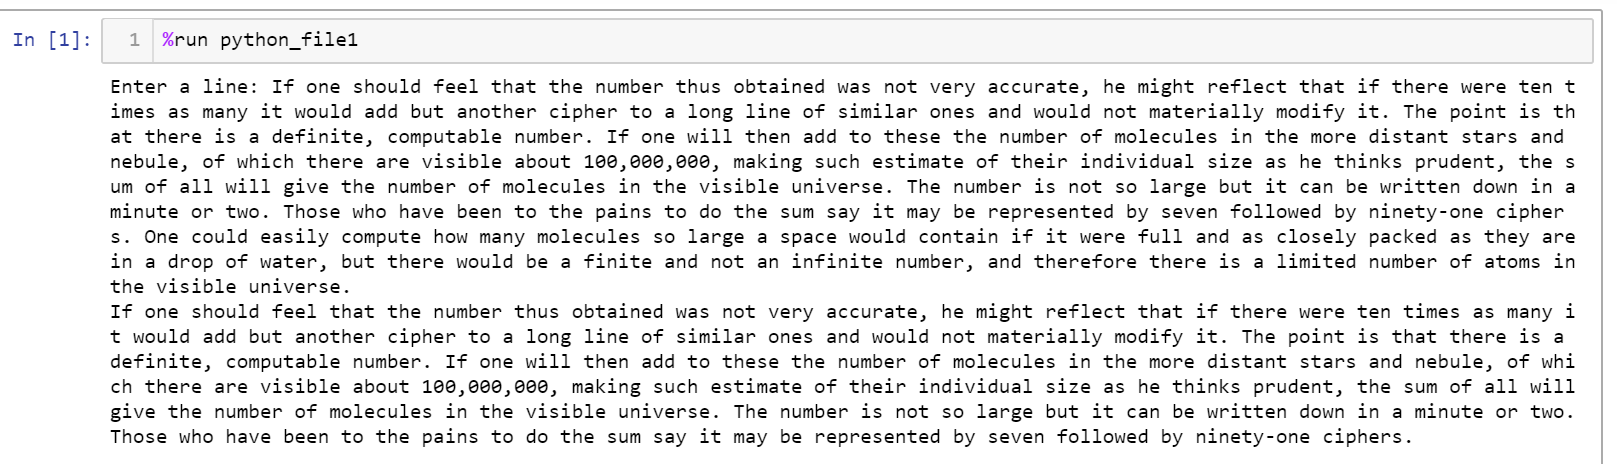 In [1]: 1 %run python_file1
Enter a line: If one should feel that the number thus obtained was not very accurate, he might reflect that if there were ten t
imes as many it would add but another cipher to a long line of similar ones and would not materially modify it. The point is th
at there is a definite, computable number. If one will then add to these the number of molecules in the more distant stars and
nebule, of which there are visible about 100,000,000, making such estimate of their individual size as he thinks prudent, the s
um of all will give the number of molecules in the visible universe. The number is not so large but it can be written down in a
minute or two. Those who have been to the pains to do the sum say it may be represented by seven followed by ninety-one cipher
s. One could easily compute how many molecules so large a space would contain if it were full and as closely packed as they are
in a drop of water, but there would be a finite and not an infinite number, and therefore there is a limited number of atoms in
the visible universe.
If one should feel that the number thus obtained was not very accurate, he might reflect that if there were ten times as many i
t would add but another cipher to a long line of similar ones and would not materially modify it. The point is that there is a
definite, computable number. If one will then add to these the number of molecules in the more distant stars and nebule, of whi
ch there are visible about 100,000,000, making such estimate of their individual size as he thinks prudent, the sum of all will
give the number of molecules in the visible universe. The number is not so large but it can be written down in a minute or two.
Those who have been to the pains to do the sum say it may be represented by seven followed by ninety-one ciphers.